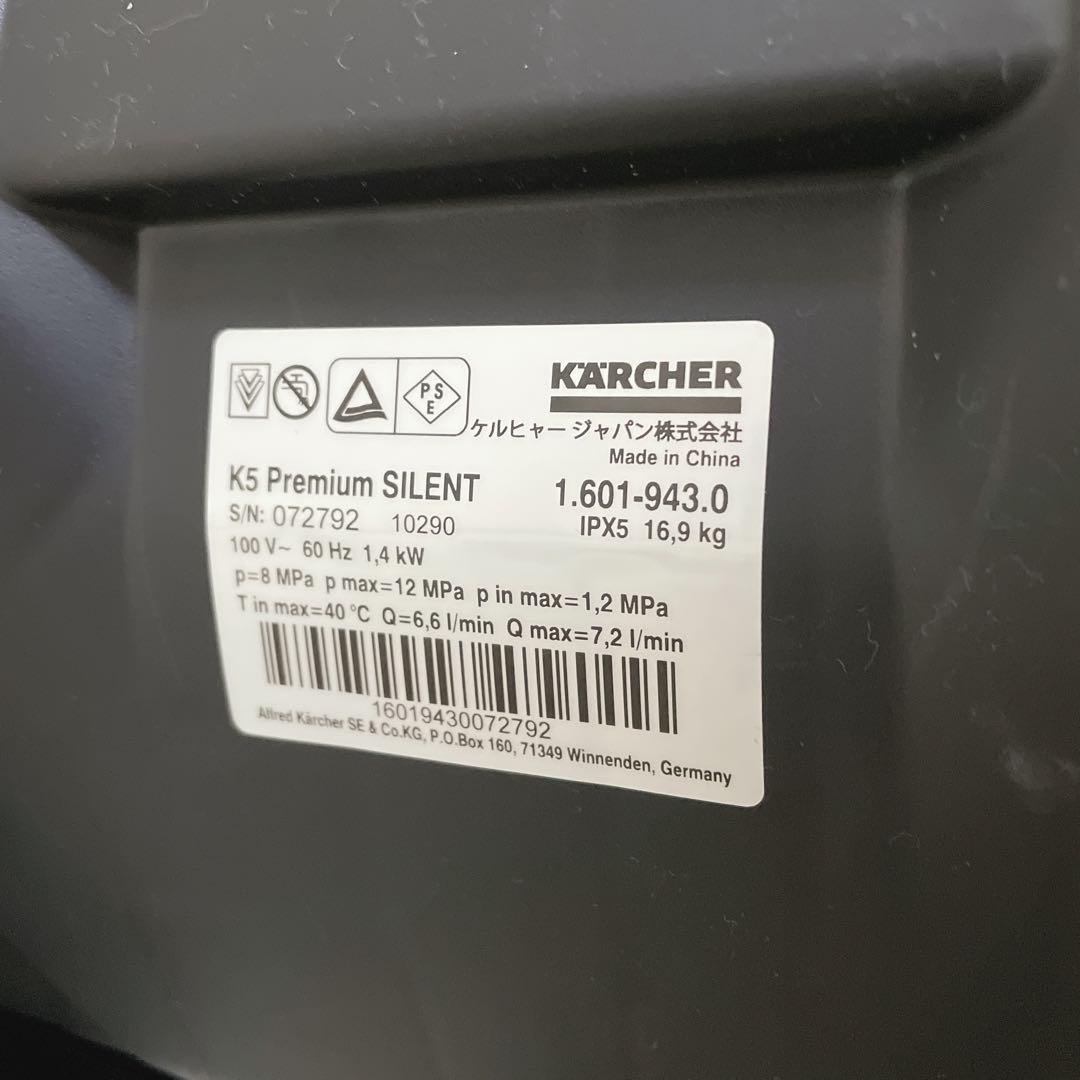 PS
E
KÄRCHER
ケルヒャー ジャパン株式会社
Made in China
K5 Premium SILENT 1.601-943.0
S/N: 072792 10290 IPX5 16,9 kg
100 V~ 60 Hz 1,4 kW
p=8 MPa p max=12 MPa p in max=1,2 MPa
T in max=40 °C Q=6,6 l/min Q max=7,2 l/min
16019430072792
Alfred Kärcher SE & Co.KG, P.O.Box 160, 71349 Winnenden, Germany